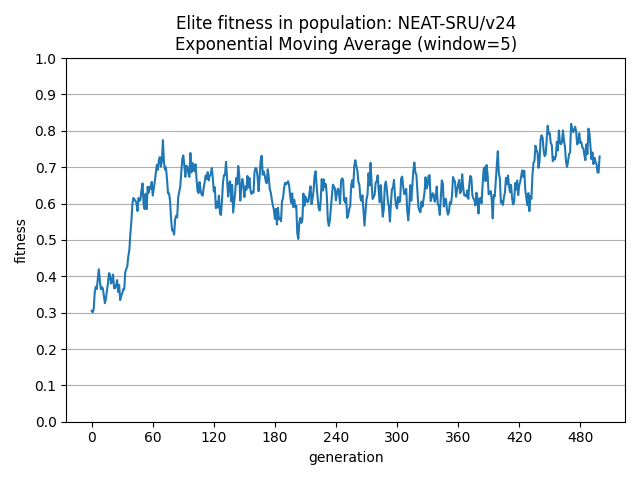 Elite fitness in population: NEAT-SRU/v24
Exponential Moving Average (window=5)
1.0
0.9
0.8
0.7
0.6
0.5
0.4
0.3
0.2
0.1
0.0
fitness
0 60 120 180 240 300 360 420 480
generation